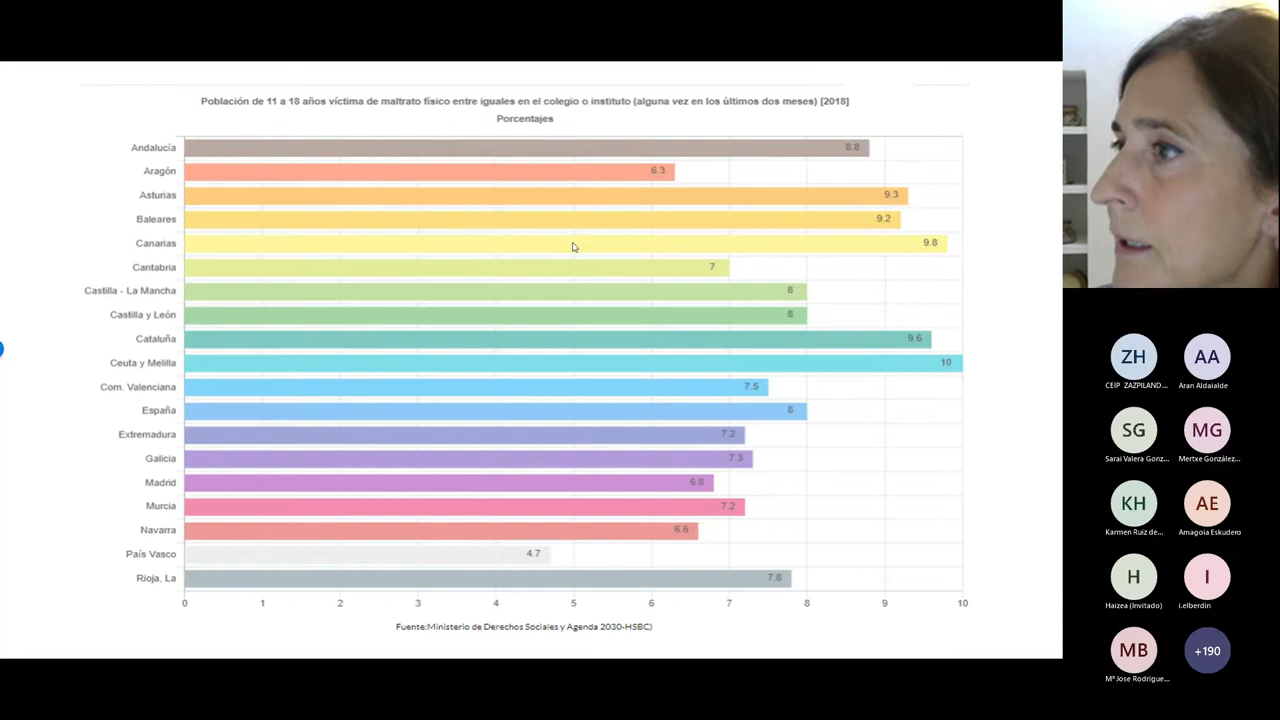 Población de 11 a 18 años víctima de maltrato físico entre iguales en el colegio o instituto (alguna vez en los últimos dos meses) [2018]
Porcentajes
Andalucía 8.8
Aragón 6.3
Asturias 9.3
Baleares 9.2
Canarias 9.8
Cantabria 7
Castilla - La Mancha 8
Castilla y León 8
Cataluña 9.6
Ceuta y Melilla 10
Com. Valenciana 7.5
España 8
Extremadura 7.2
Galicia 7.3
Madrid 6.8
Murcia 7.2
Navarra 6.6
País Vasco 4.7
Rioja, La 7.8
0 1 2 3 4 5 6 7 8 9 10
Fuente:Ministerio de Derechos Sociales y Agenda 2030-HSBC)
ZH AA
CEIP ZAZPILAND... Aran Aldaialde
SG MG
Sarai Valera Gonz... Mertxe González...
KH AE
Karmen Ruiz de... Amagoia Eskudero
H I
Haizea (Invitado) i.elberdin
MB +190
Mª Jose Rodrigue...